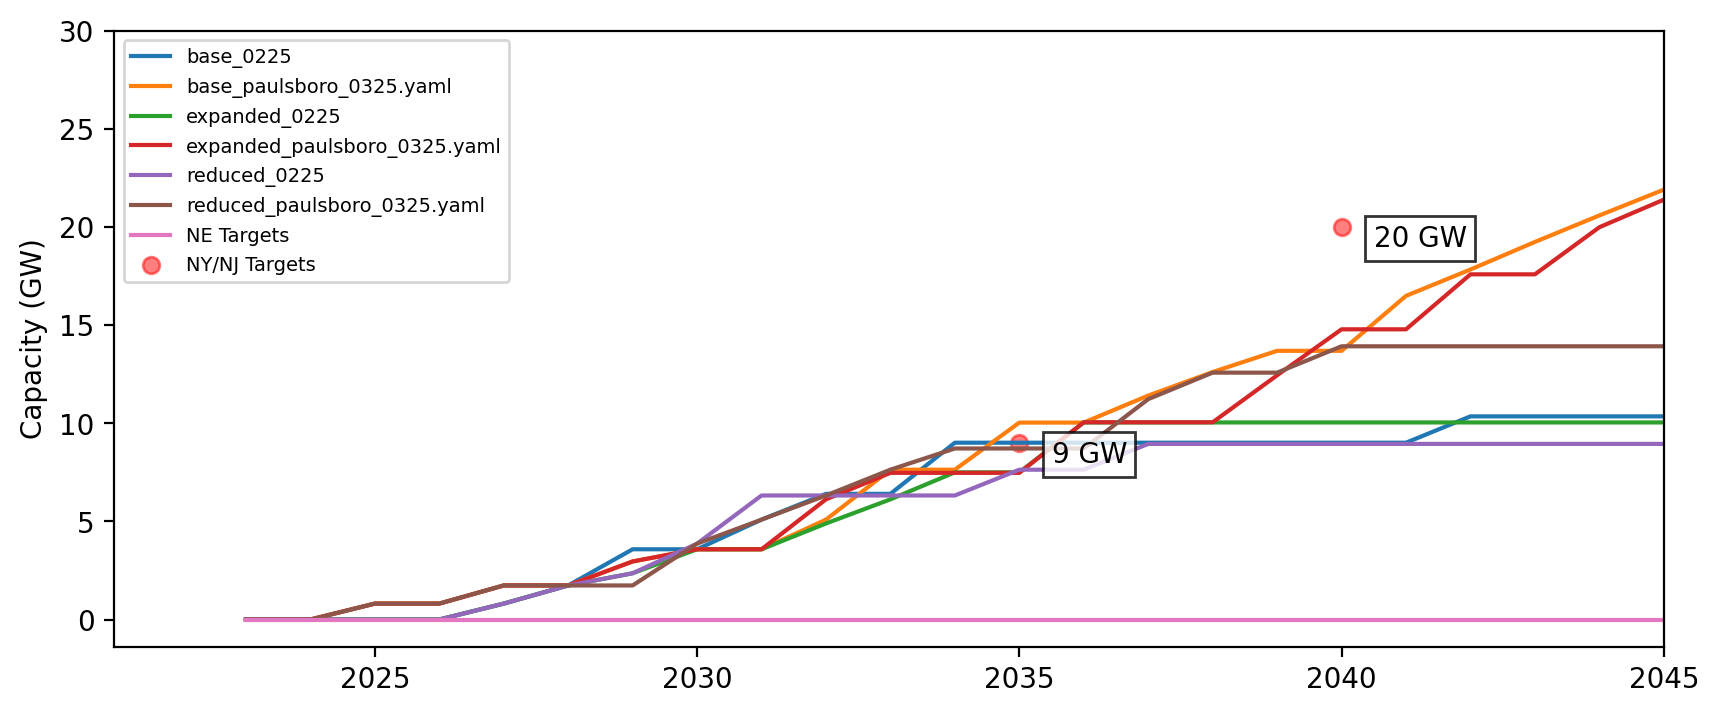 30
25
20
15
10
5
0
Capacity (GW)
base_0225
base_paulsboro_0325.yaml
expanded_0225
expanded_paulsboro_0325.yaml
reduced_0225
reduced_paulsboro_0325.yaml
NE Targets
NY/NJ Targets
20 GW
9 GW
2025 2030 2035 2040 2045